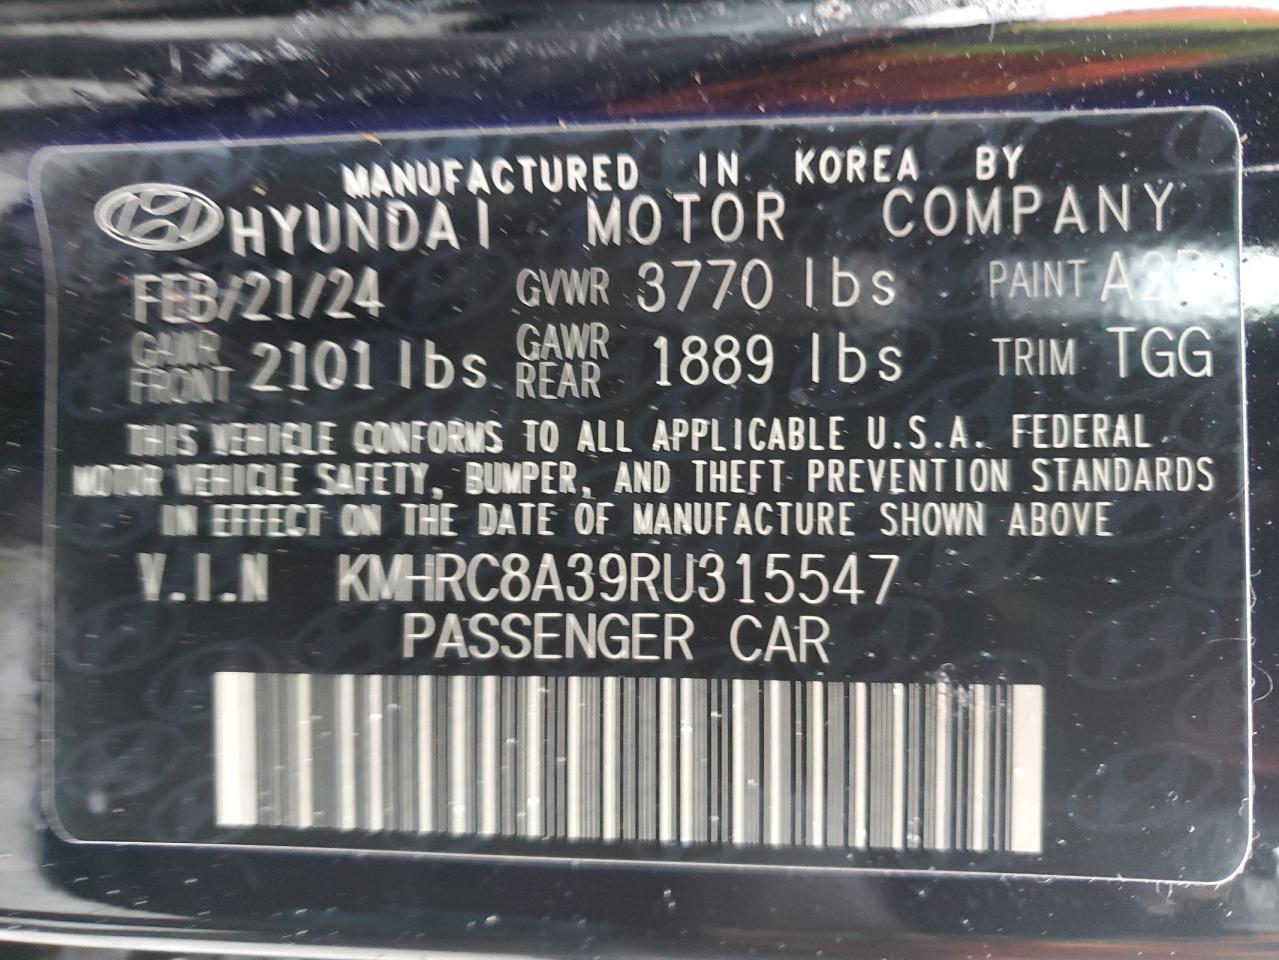 MANUFACTURED IN KOREA BY
HYUNDAI MOTOR COMPANY
FEB/21/24 GVWR 3770 lbs PAINT
GAWR FRONT 2101 lbs GAWR REAR 1889 lbs TRIM TGG
THIS VEHICLE CONFORMS TO ALL APPLICABLE U.S.A. FEDERAL
MOTOR VEHICLE SAFETY, BUMPER, AND THEFT PREVENTION STANDARDS
IN EFFECT ON THE DATE OF MANUFACTURE SHOWN ABOVE
V.I.N KMHRC8A39RU315547
PASSENGER CAR